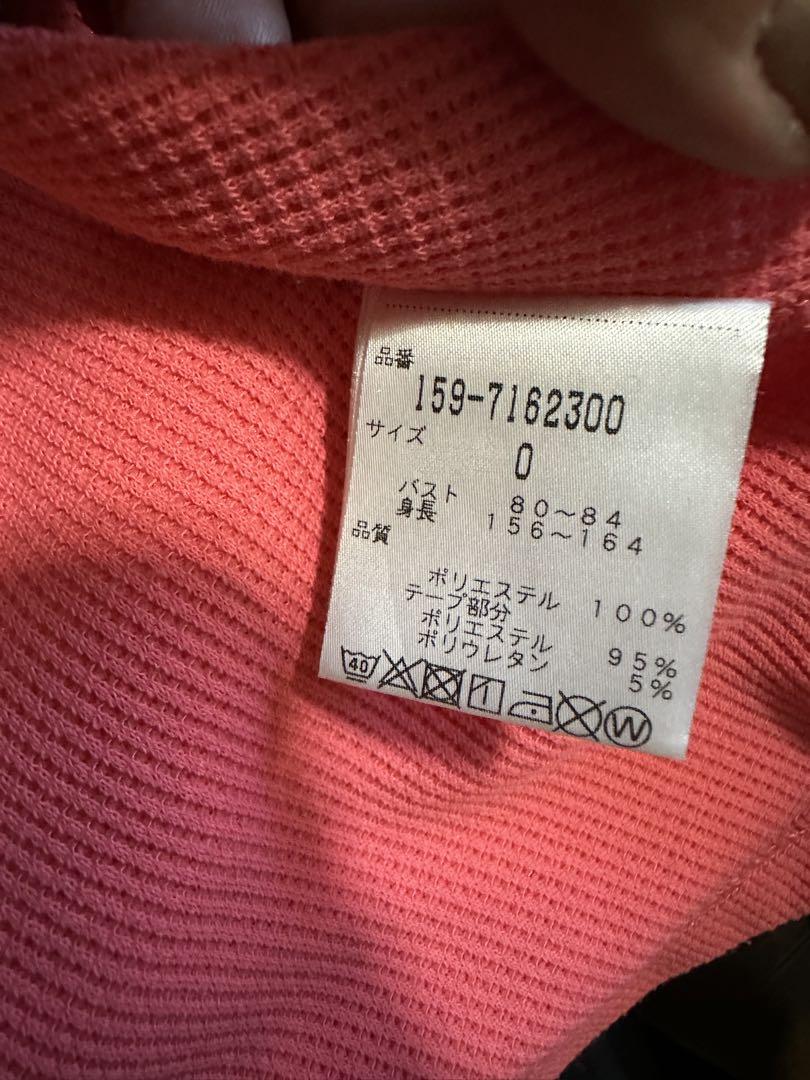 品番
159-7162300
サイズ
0
バスト 80～84
身長 156～164
品質
ポリエステル 100%
テープ部分
ポリエステル 95%
ポリウレタン 5%
40
W